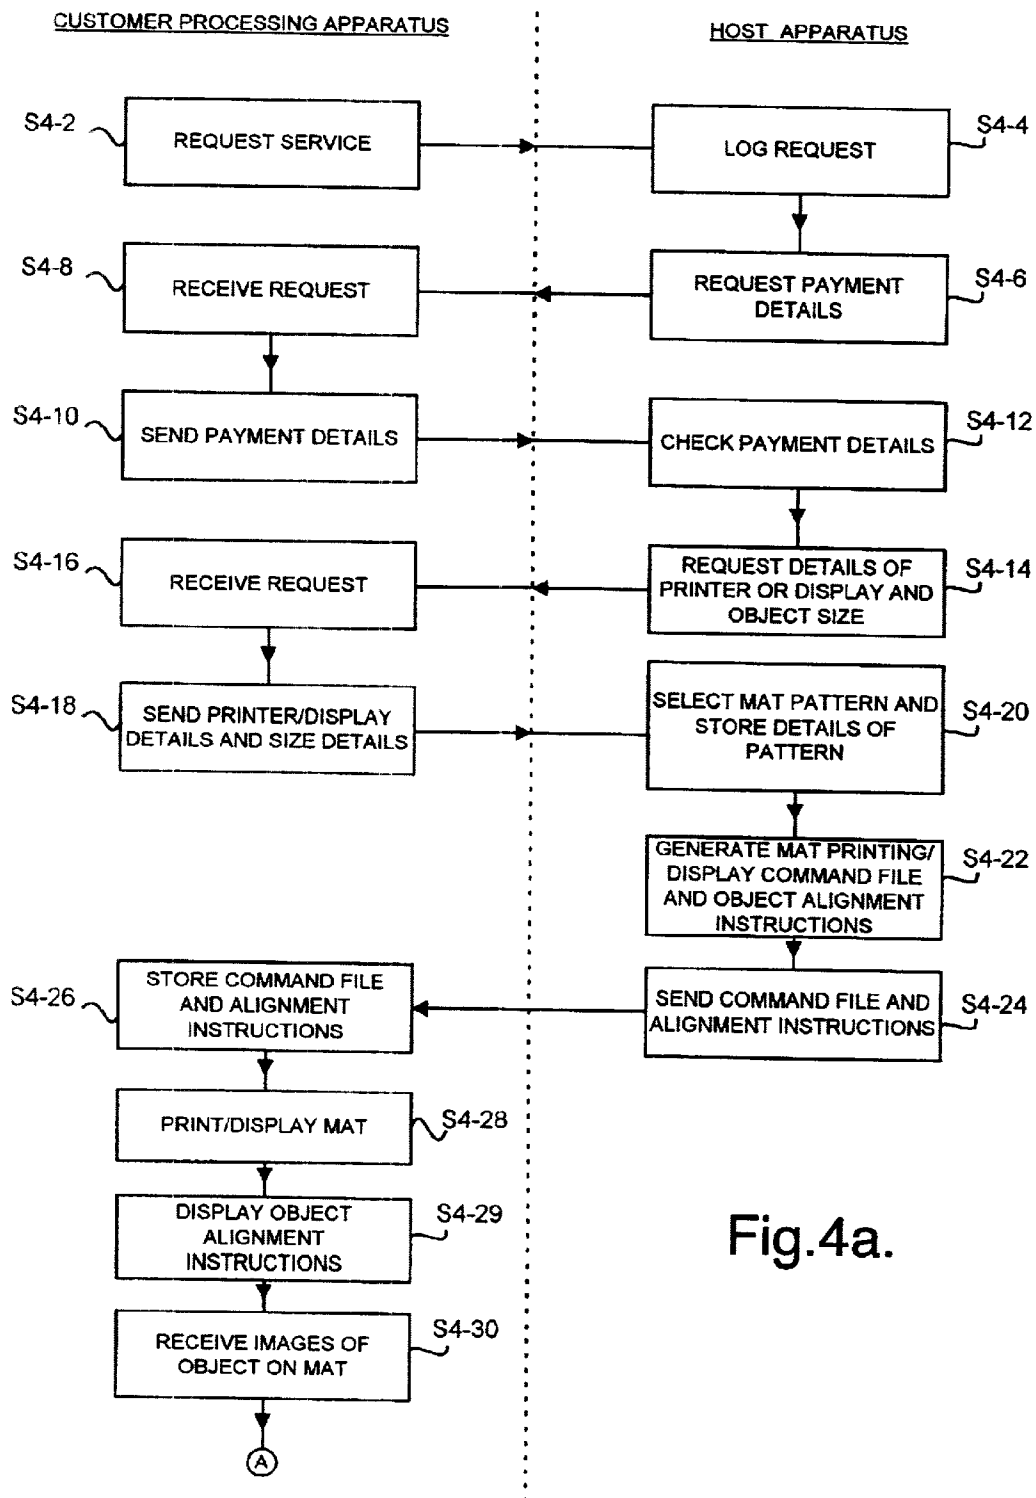 CUSTOMER PROCESSING APPARATUS
HOST APPARATUS
S4-2
REQUEST SERVICE
LOG REQUEST
S4-4
S4-8
RECEIVE REQUEST
REQUEST PAYMENT
DETAILS
S4-6
S4-10
SEND PAYMENT DETAILS
CHECK PAYMENT DETAILS
S4-12
S4-16
RECEIVE REQUEST
REQUEST DETAILS OF
PRINTER OR DISPLAY AND
OBJECT SIZE
S4-14
S4-18
SEND PRINTER/DISPLAY
DETAILS AND SIZE DETAILS
SELECT MAT PATTERN AND
STORE DETAILS OF
PATTERN
S4-20
GENERATE MAT PRINTING/
DISPLAY COMMAND FILE
AND OBJECT ALIGNMENT
INSTRUCTIONS
S4-22
S4-26
STORE COMMAND FILE
AND ALIGNMENT
INSTRUCTIONS
SEND COMMAND FILE AND
ALIGNMENT INSTRUCTIONS
S4-24
PRINT/DISPLAY MAT
S4-28
DISPLAY OBJECT
ALIGNMENT
INSTRUCTIONS
S4-29
RECEIVE IMAGES OF
OBJECT ON MAT
S4-30
A
Fig.4a.